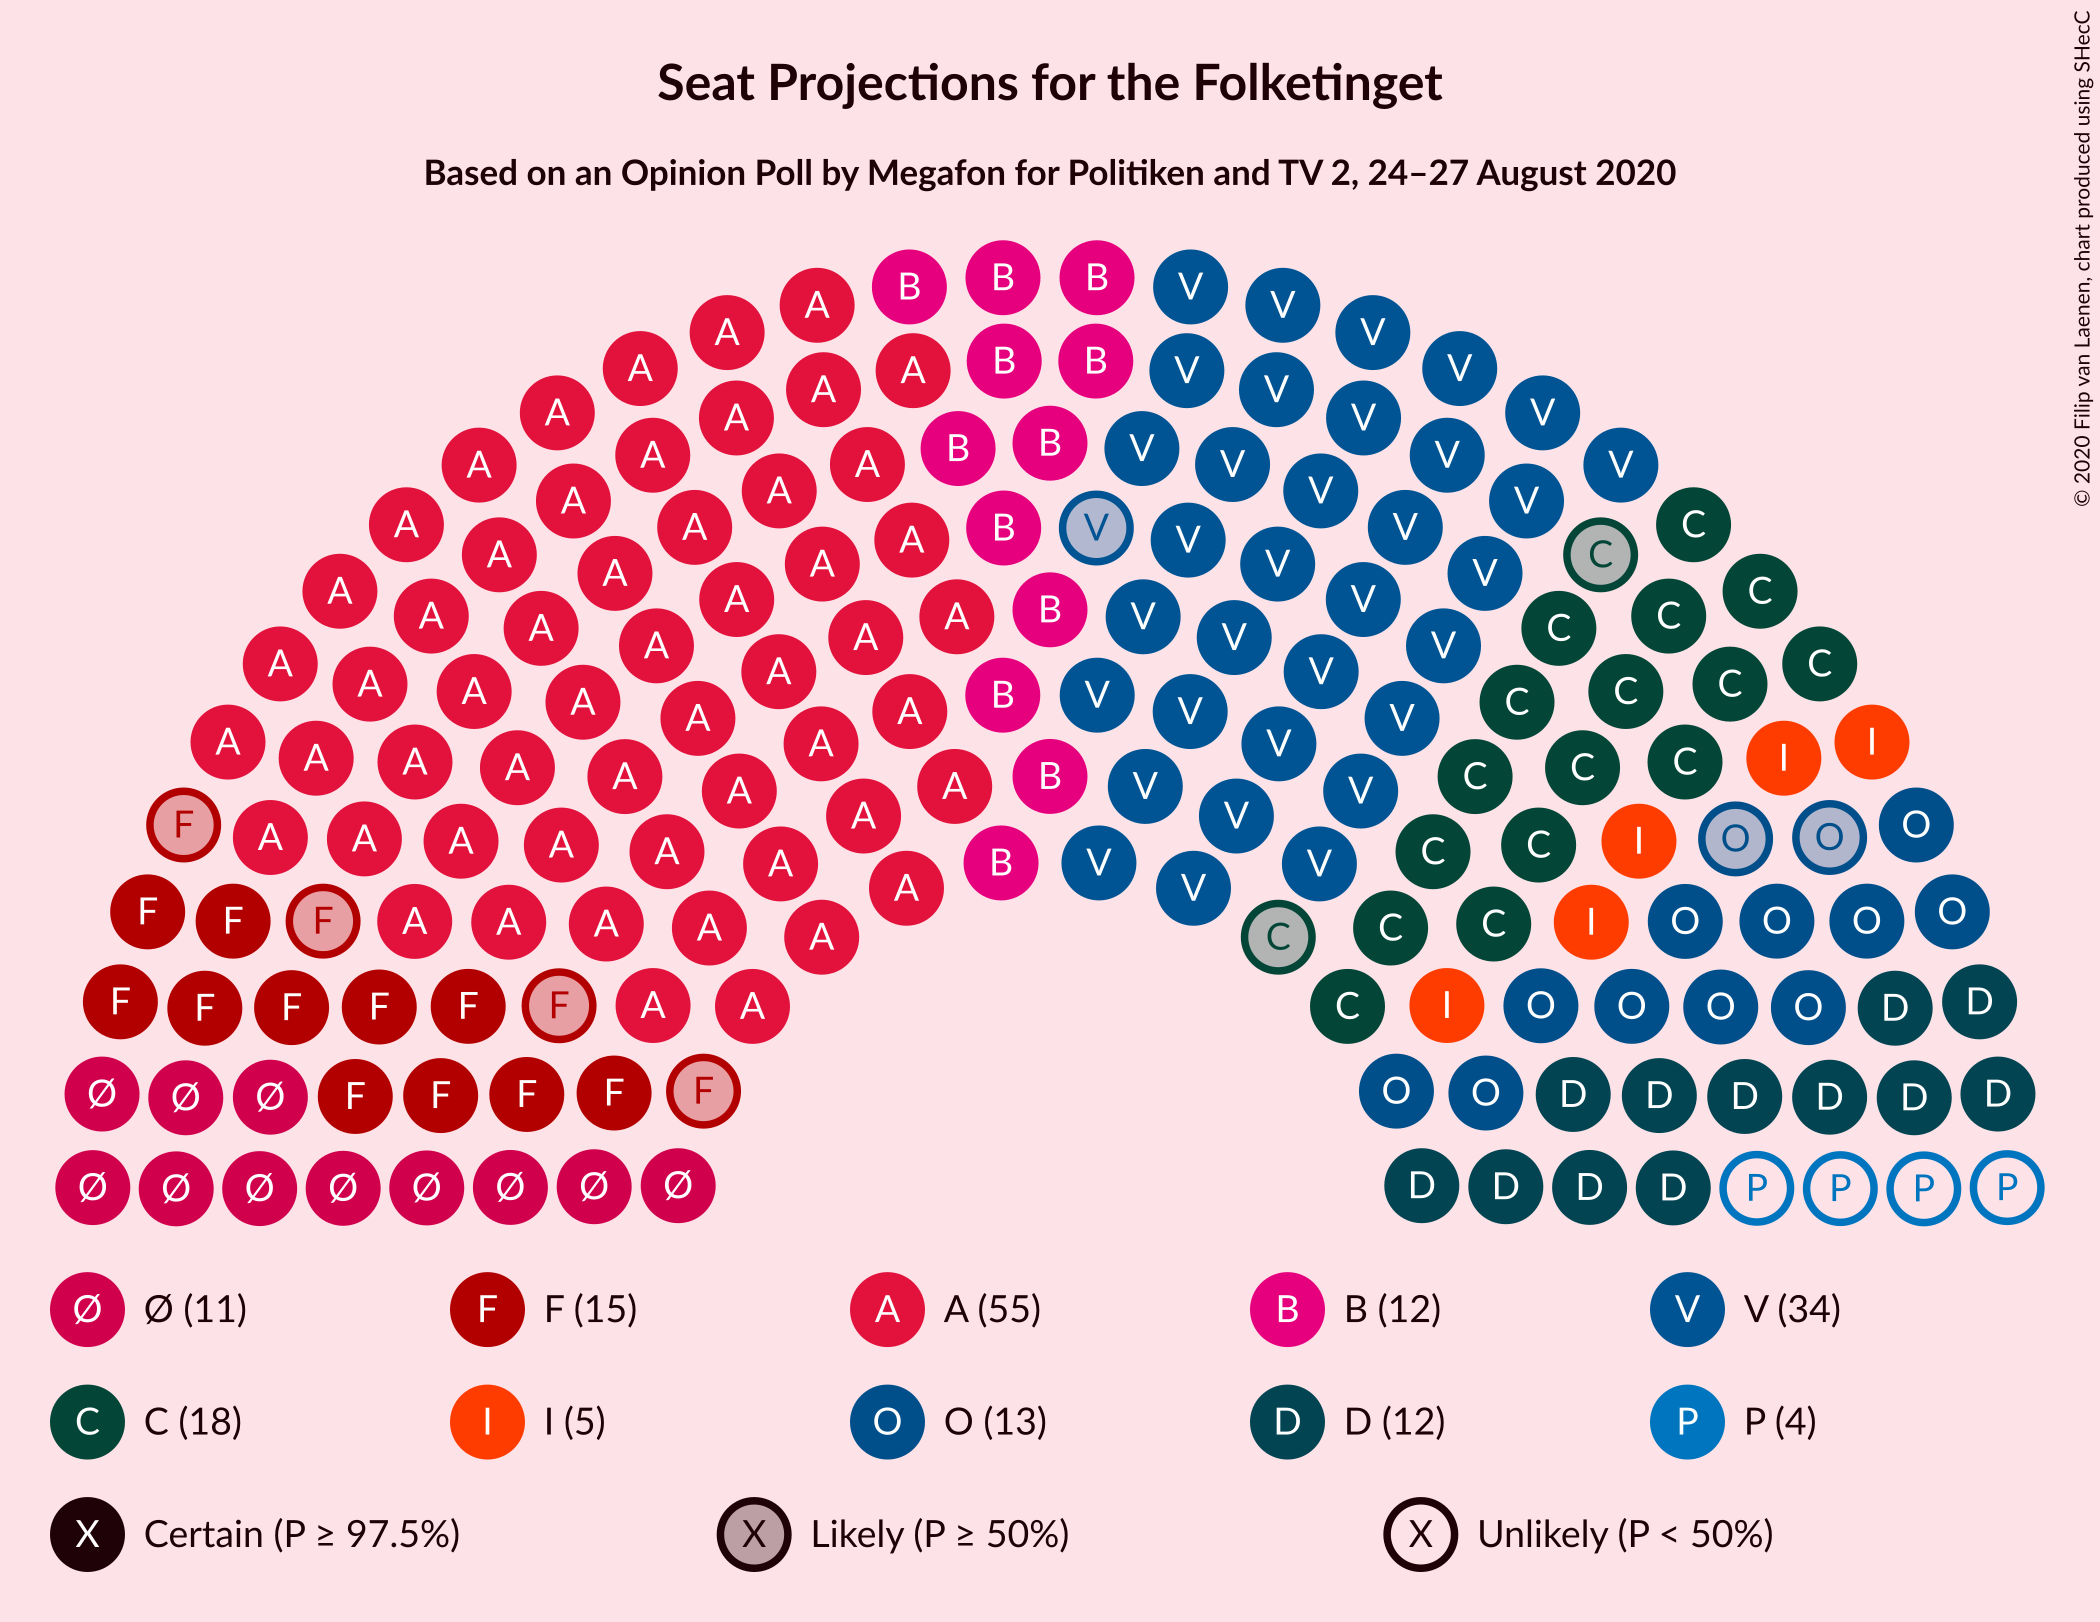 Seat Projections for the Folketinget
Based on an Opinion Poll by Megafon for Politiken and TV 2, 24–27 August 2020
© 2020 Filip van Laenen, chart produced using SHecC
B B B
A V
A V
A B B V
A A V V
A A V V
A B B V
A A V V
A A V V
A A B V V V
A A V V
A A V C
A A A V V C
A A B V
A A V V
A A A V C C
A A A B V V C
A A A V V V
A A A V C C
A A A B V C C
A A A V V C
A A A V C I I
A A A B V
A A A V V C C
A A V
F A A A A A V C C I O O O
A A B V V
F F F A A A A A V C C C I O O O O
F F F F F F A A C I O O O O D D
Ø Ø Ø F F F F F O O D D D D D D
Ø Ø Ø Ø Ø Ø Ø Ø D D D D P P P P
Ø Ø (11) F F (15) A A (55) B B (12) V V (34)
C C (18) I I (5) O O (13) D D (12) P P (4)
X Certain (P ≥ 97.5%) X Likely (P ≥ 50%) X Unlikely (P < 50%)